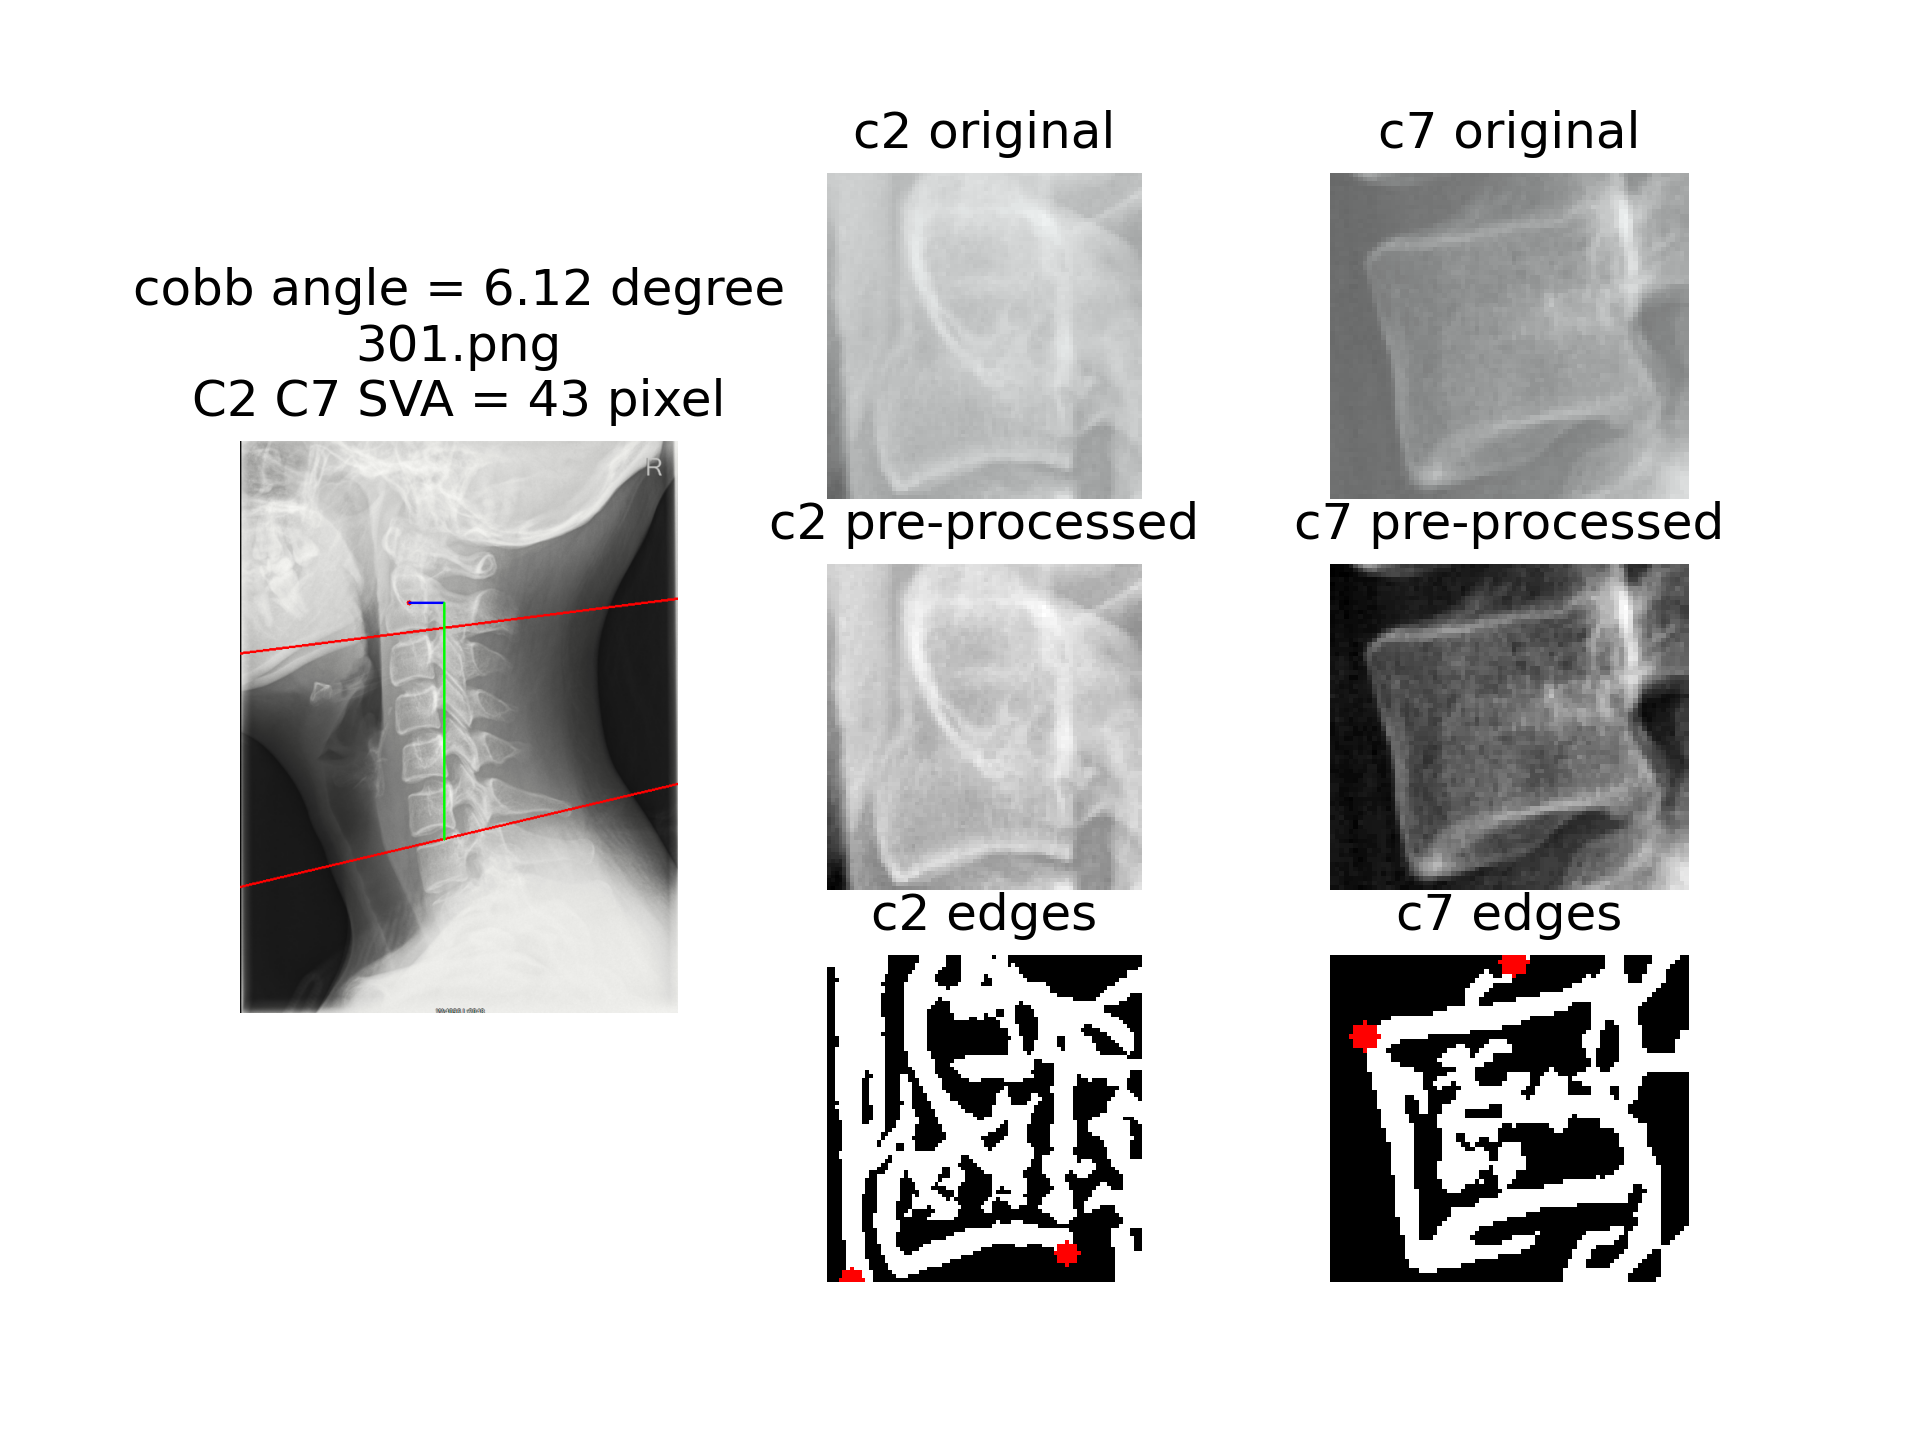 cobb angle = 6.12 degree
301.png
C2 C7 SVA = 43 pixel
R
c2 original
c7 original
c2 pre-processed
c7 pre-processed
c2 edges
c7 edges